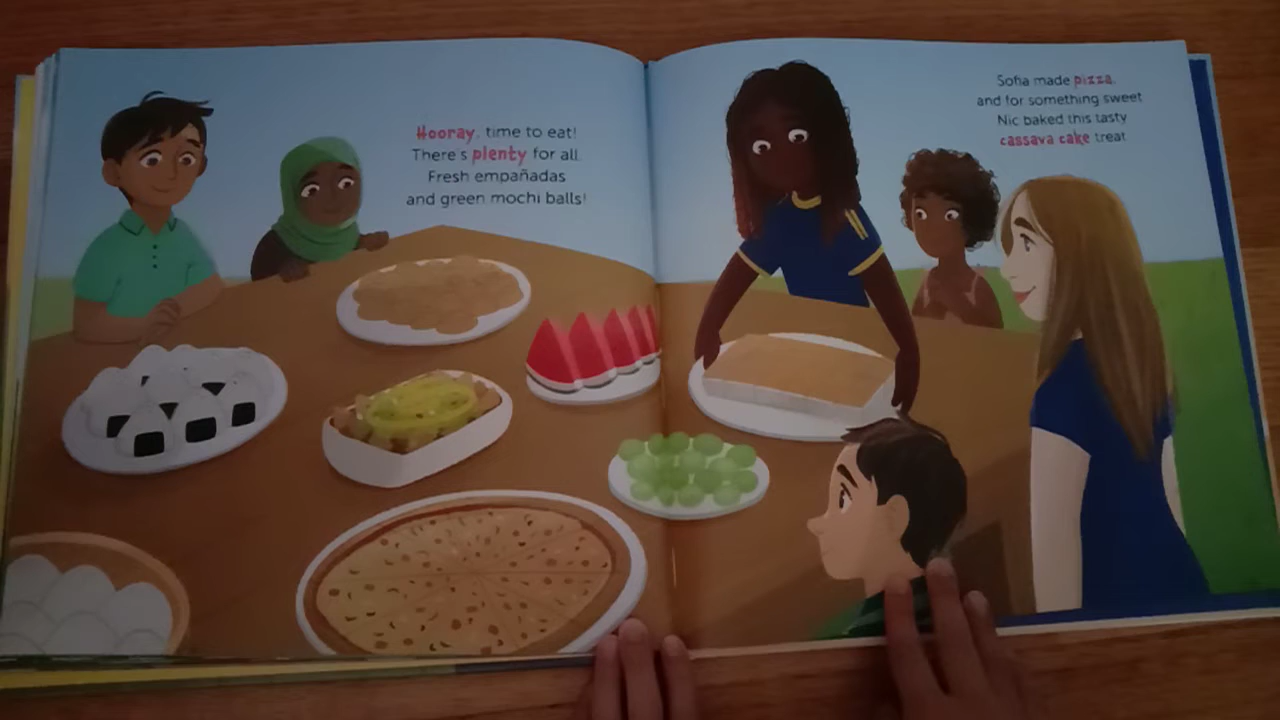 Hooray, time to eat!
There's plenty for all.
Fresh empañadas
and green mochi balls!
Sofia made pizza,
and for something sweet
Nic baked this tasty
cassava cake treat.